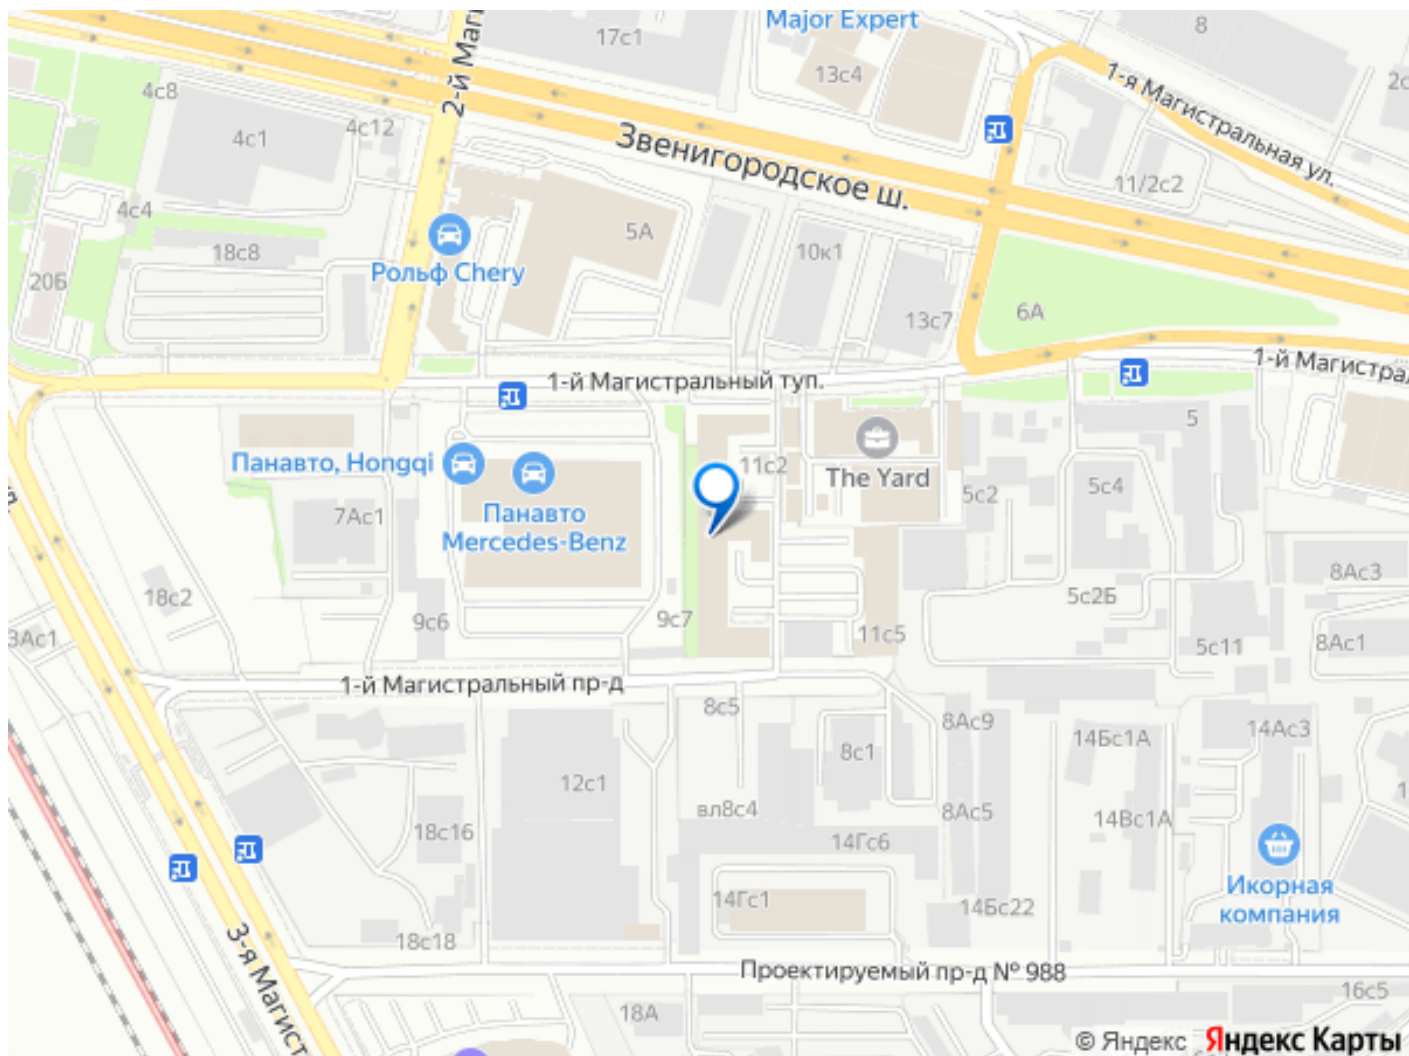 Major Expert
17с1
8
2-й Маг
13с4
1-я Магистральная ул.
4с8
4с12
4с1
Звенигородское ш.
11/2с2
4с4
5А
18с8
10к1
20Б
Рольф Chery
6А
13с7
1-й Магистральный туп.
1-й Магистрал
5
Панавто, Hongqi
11с2
The Yard
5с2
5с4
Панавто
Mercedes-Benz
7Ас1
8Ас3
18с2
5с2Б
9с6
9с7
11с5
3Ас1
5с11
8Ас1
1-й Магистральный пр-д
8с5
8Ас9
14Бс1А
14Ас3
8с1
12с1
вл8с4
8Ас5
14Вс1А
18с16
14Гс6
14Гс1
14Бс22
Икорная
компания
18с18
3-я Магист
Проектируемый пр-д № 988
16с5
18А
© Яндекс Яндекс Карты